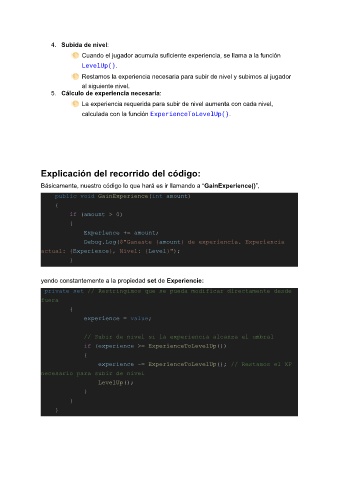 4. Subida de nivel:
Cuando el jugador acumula suficiente experiencia, se llama a la función
LevelUp().
Restamos la experiencia necesaria para subir de nivel y subimos al jugador
al siguiente nivel.
5. Cálculo de experiencia necesaria:
La experiencia requerida para subir de nivel aumenta con cada nivel,
calculada con la función ExperienceToLevelUp().
Explicación del recorrido del código:
Básicamente, nuestro código lo que hará es ir llamando a "GainExperience()",
public void GainExperience(int amount)
{
if (amount > 0)
{
Experience += amount;
Debug.Log($"Ganaste {amount} de experiencia. Experiencia
actual: {Experience}, Nivel: {Level}");
}
yendo constantemente a la propiedad set de Experiencie:
private set // Restringimos que se pueda modificar directamente desde
fuera
{
experience = value;
// Subir de nivel si la experiencia alcanza el umbral
if (experience >= ExperienceToLevelUp())
{
experience -= ExperienceToLevelUp(); // Restamos el XP
necesario para subir de nivel
LevelUp();
}
}
}